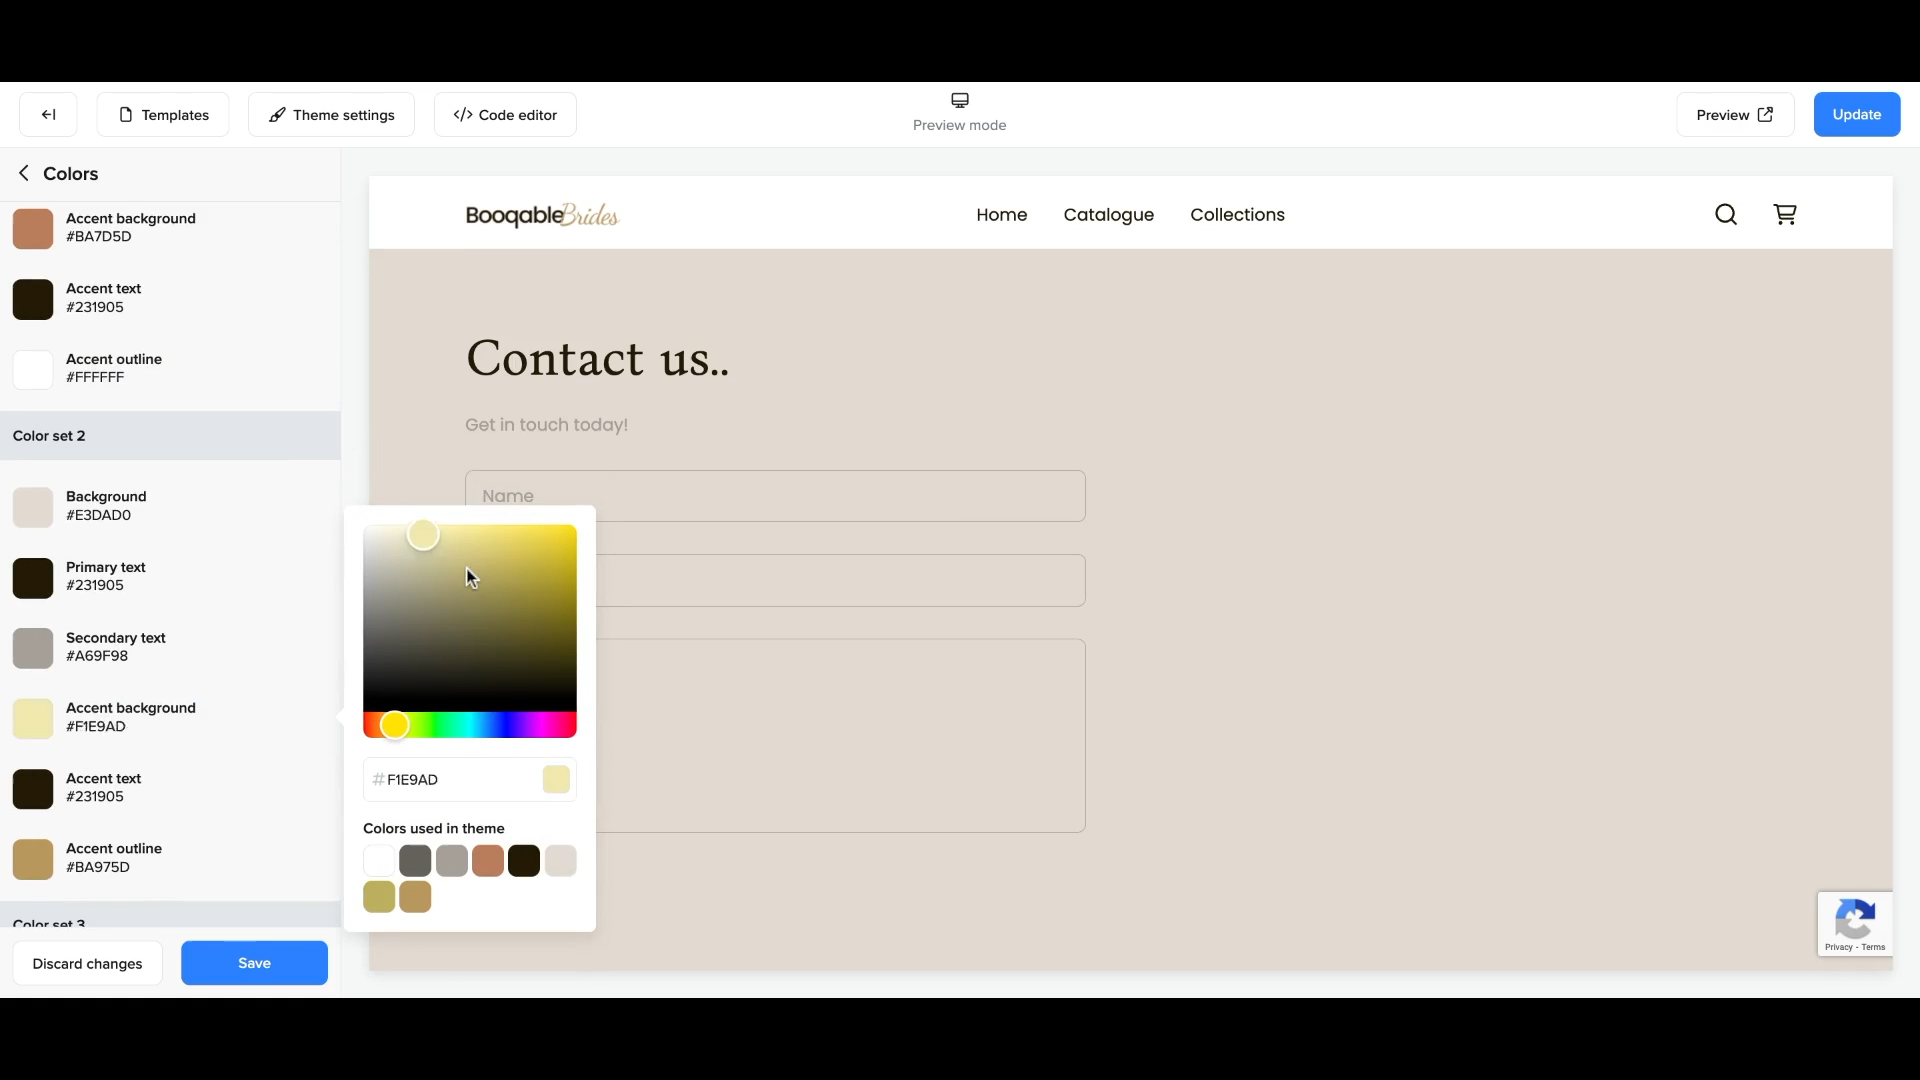 Templates
Theme settings
</> Code editor
Preview mode
Preview
Update
Colors
Accent background
#BA7D5D
Accent text
#231905
Accent outline
#FFFFFF
Color set 2
Background
#E3DAD0
Primary text
#231905
Secondary text
#A69F98
Accent background
#F1E9AD
Accent text
#231905
Accent outline
#BA975D
Color set 3
Discard changes
Save
# F1E9AD
Colors used in theme
BooqableBrides
Home
Catalogue
Collections
Contact us..
Get in touch today!
Name
Privacy - Terms